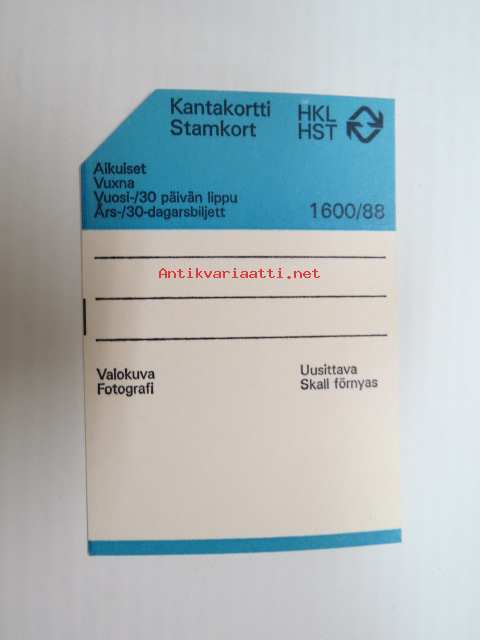 Kantakortti
Stamkort
HKL
HST
Aikuiset
Vuxna
Vuosi-/30 päivän lippu
Års-/30-dagarsbiljett
1600/88
Antikvariaatti.net
Valokuva
Fotografi
Uusittava
Skall förnyas